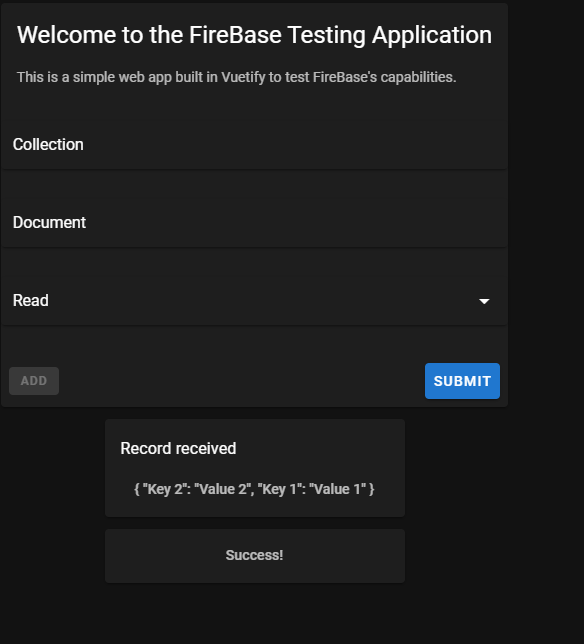 Welcome to the FireBase Testing Application
This is a simple web app built in Vuetify to test FireBase's capabilities.
Collection
Document
Read
ADD
SUBMIT
Record received
{ "Key 2": "Value 2", "Key 1": "Value 1" }
Success!